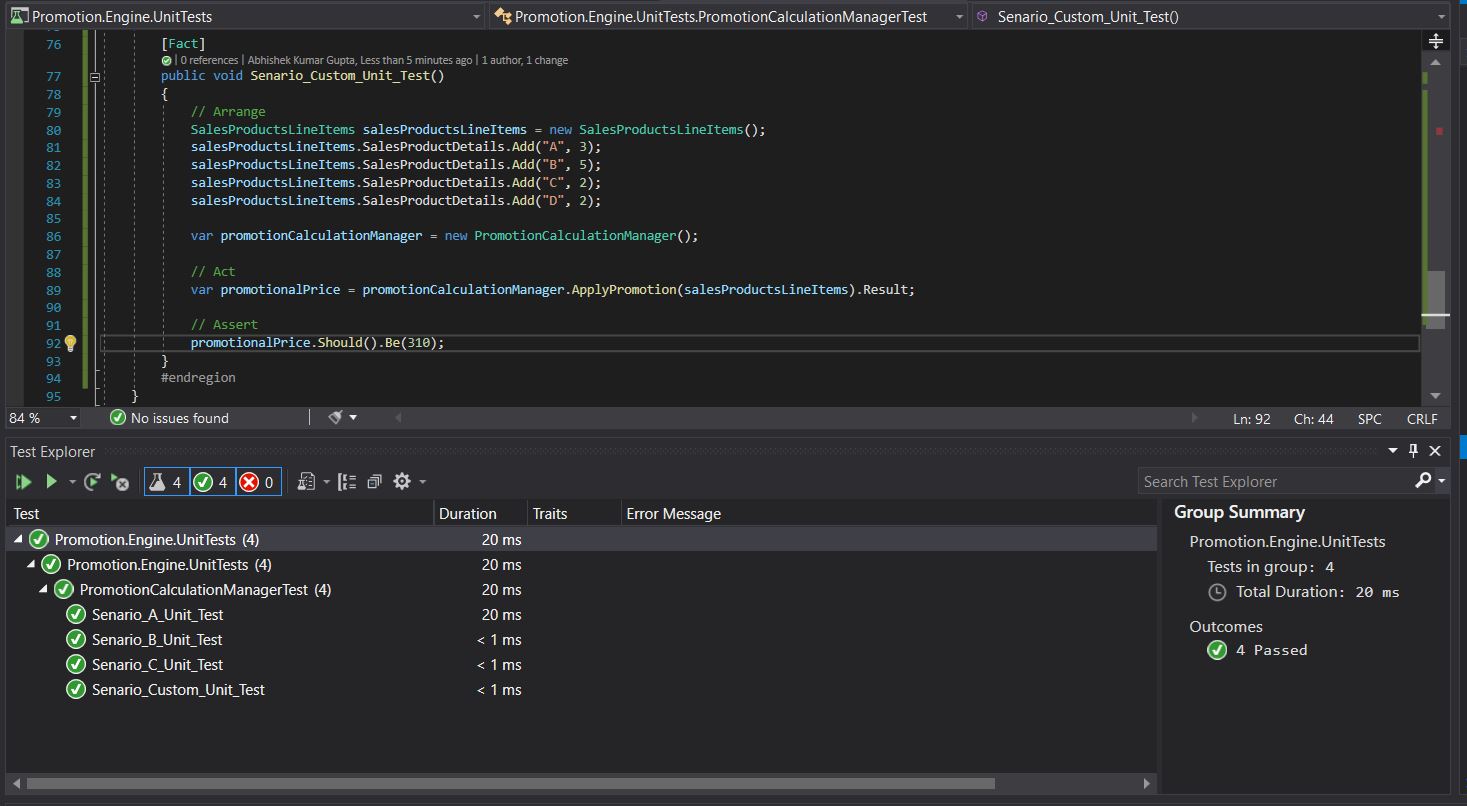 Promotion.Engine.UnitTests Promotion.Engine.UnitTests.PromotionCalculationManagerTest Senario_Custom_Unit_Test()
76 [Fact]
| 0 references | Abhishek Kumar Gupta, Less than 5 minutes ago | 1 author, 1 change
77 public void Senario_Custom_Unit_Test()
78 {
79 // Arrange
80 SalesProductsLineItems salesProductsLineItems = new SalesProductsLineItems();
81 salesProductsLineItems.SalesProductDetails.Add("A", 3);
82 salesProductsLineItems.SalesProductDetails.Add("B", 5);
83 salesProductsLineItems.SalesProductDetails.Add("C", 2);
84 salesProductsLineItems.SalesProductDetails.Add("D", 2);
85
86 var promotionCalculationManager = new PromotionCalculationManager();
87
88 // Act
89 var promotionalPrice = promotionCalculationManager.ApplyPromotion(salesProductsLineItems).Result;
90
91 // Assert
92 promotionalPrice.Should().Be(310);
93 }
94 #endregion
95 }
84 % No issues found Ln: 92 Ch: 44 SPC CRLF
Test Explorer
4 4 0 Search Test Explorer
Test Duration Traits Error Message
Promotion.Engine.UnitTests (4) 20 ms
Promotion.Engine.UnitTests (4) 20 ms
PromotionCalculationManagerTest (4) 20 ms
Senario_A_Unit_Test 20 ms
Senario_B_Unit_Test < 1 ms
Senario_C_Unit_Test < 1 ms
Senario_Custom_Unit_Test < 1 ms
Group Summary
Promotion.Engine.UnitTests
Tests in group: 4
Total Duration: 20 ms
Outcomes
4 Passed